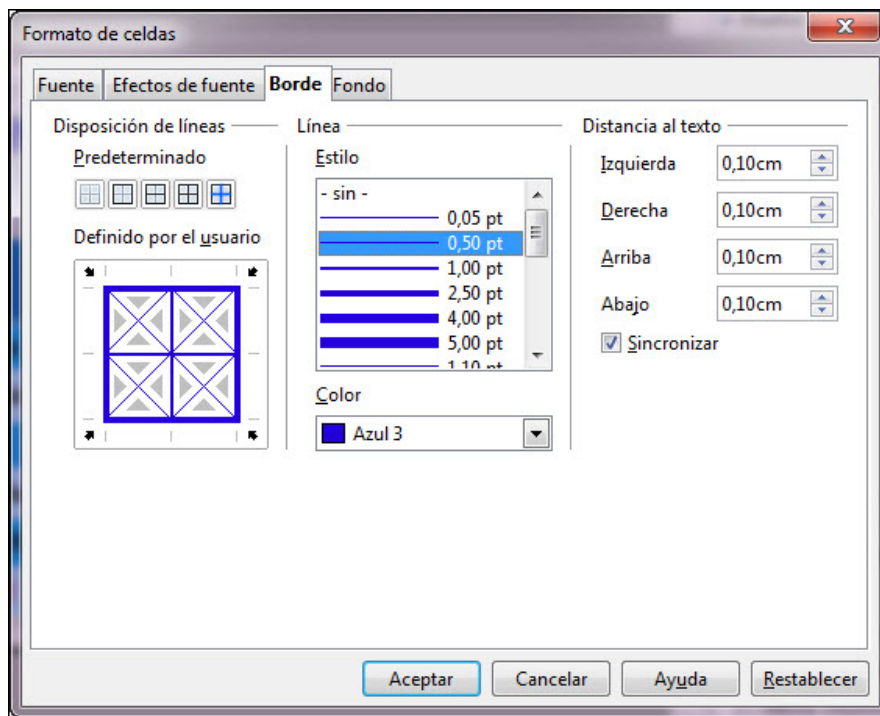 Formato de celdas
Fuente Efectos de fuente Borde Fondo
Disposición de líneas
Predeterminado
Definido por el usuario
Línea
Estilo
- sin -
0,05 pt
0,50 pt
1,00 pt
2,50 pt
4,00 pt
5,00 pt
1,10 pt
Color
Azul 3
Distancia al texto
Izquierda 0,10cm
Derecha 0,10cm
Arriba 0,10cm
Abajo 0,10cm
Sincronizar
Aceptar Cancelar Ayuda Restablecer